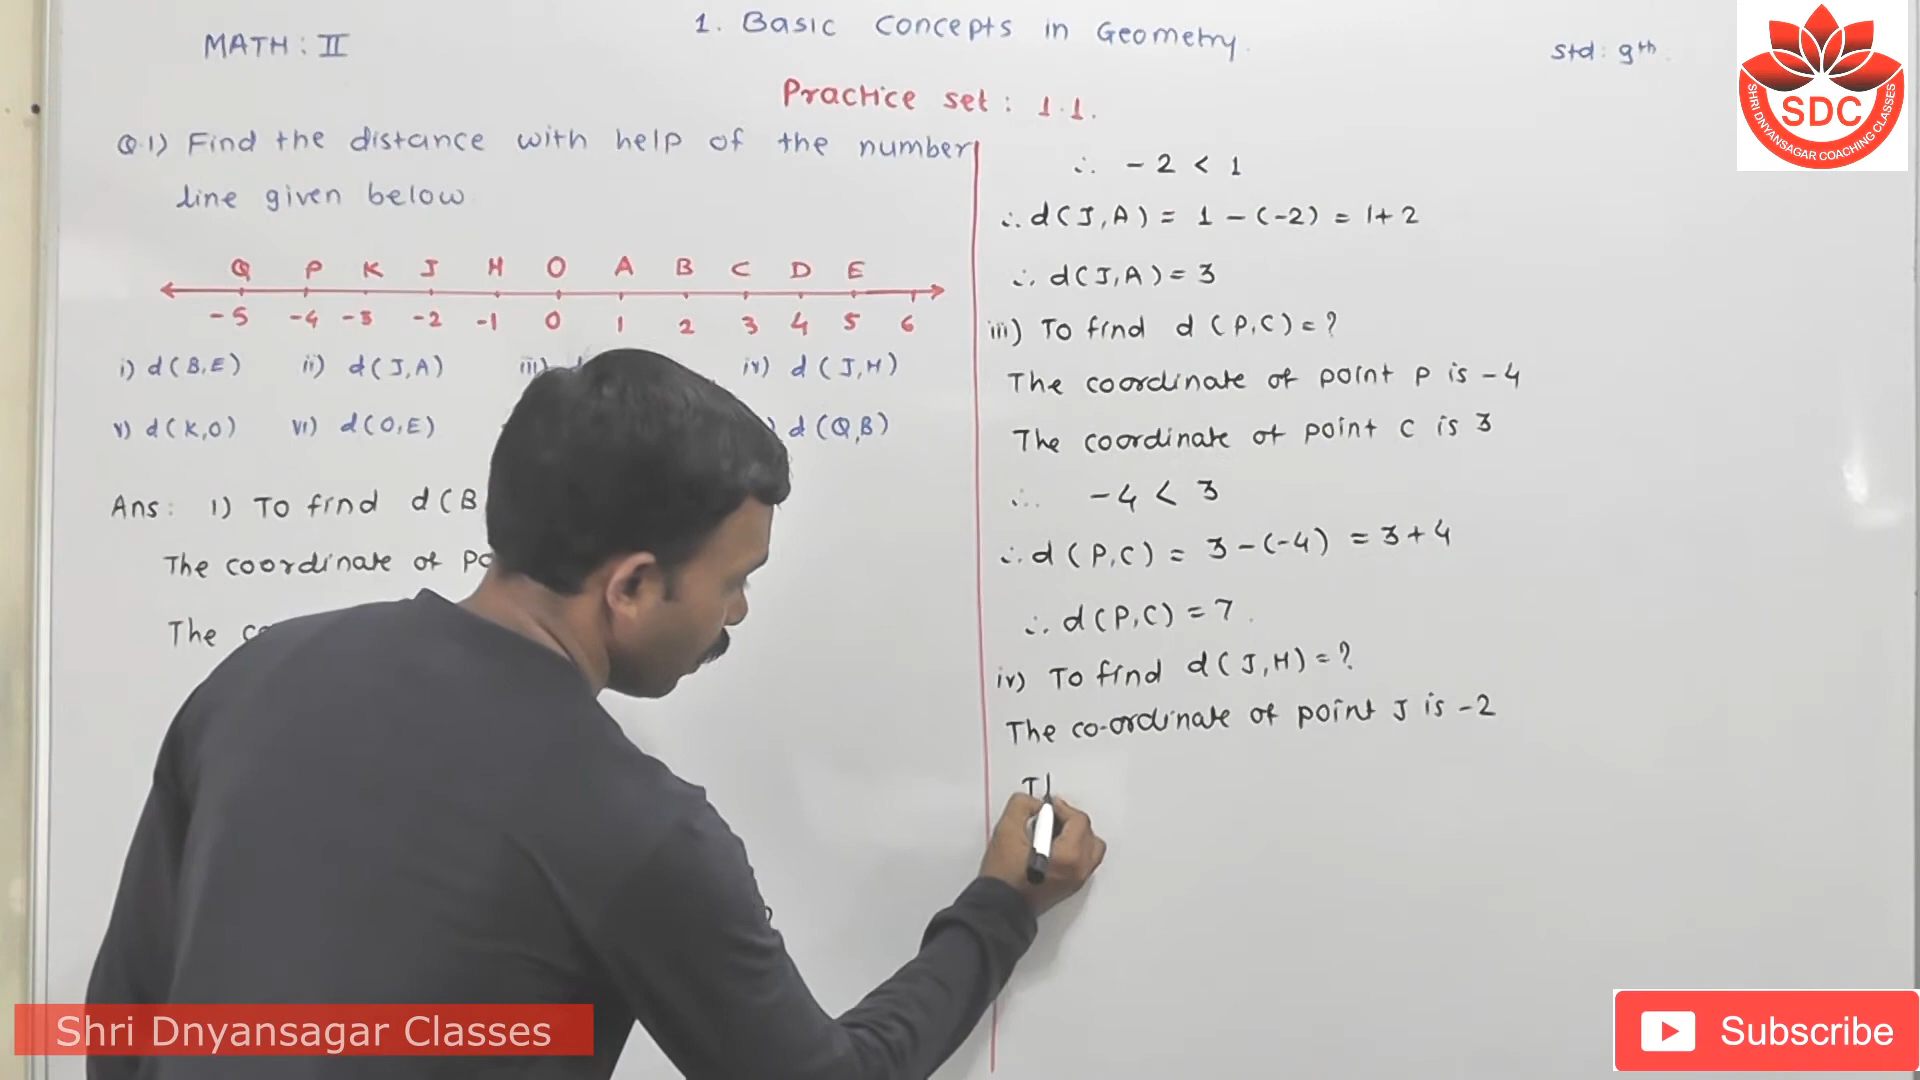 MATH : II
1. Basic Concepts in Geometry.
Std : 9th
Practice set : 1.1.
Q.1) Find the distance with help of the number
line given below
Q P K J H O A B C D E
-5 -4 -3 -2 -1 0 1 2 3 4 5 6
i) d(B,E) ii) d(J,A) iii) iv) d(J,H)
v) d(K,O) vi) d(O,E) d(Q,B)
Ans: 1) To find d(B
The coordinate of
The
∴ -2 < 1
∴ d(J,A) = 1-(-2) = 1+2
∴ d(J,A) = 3
iii) To find d(P,C) = ?
The coordinate of point P is -4
The coordinate of point C is 3
∴ -4 < 3
∴ d(P,C) = 3-(-4) = 3+4
∴ d(P,C) = 7.
iv) To find d(J,H) = ?
The co-ordinate of point J is -2
SDC
SHRI DNYANSAGAR COACHING CLASSES
Shri Dnyansagar Classes
Subscribe